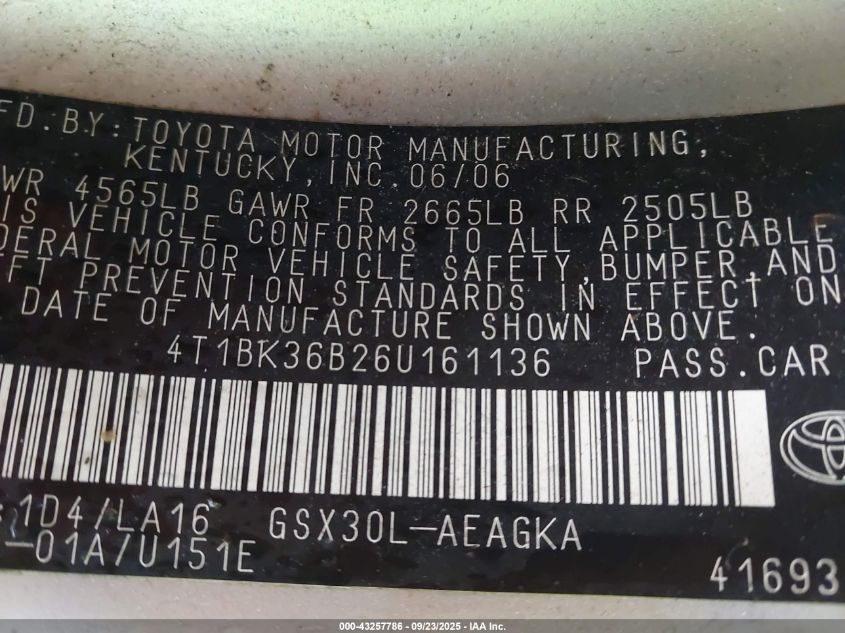 FD. BY: TOYOTA MOTOR MANUFACTURING,
KENTUCKY, INC. 06/06
WR 4565LB GAWR FR 2665LB RR 2505LB
IS VEHICLE CONFORMS TO ALL APPLICABLE
DERAL MOTOR VEHICLE SAFETY, BUMPER, AND
EFT PREVENTION STANDARDS IN EFFECT ON
DATE OF MANUFACTURE SHOWN ABOVE.
4T1BK36B26U161136 PASS.CAR
:1D4/LA16 GSX30L-AEAGKA
-01A/U151E
41693
000-43257786 - 09/23/2025 - IAA Inc.